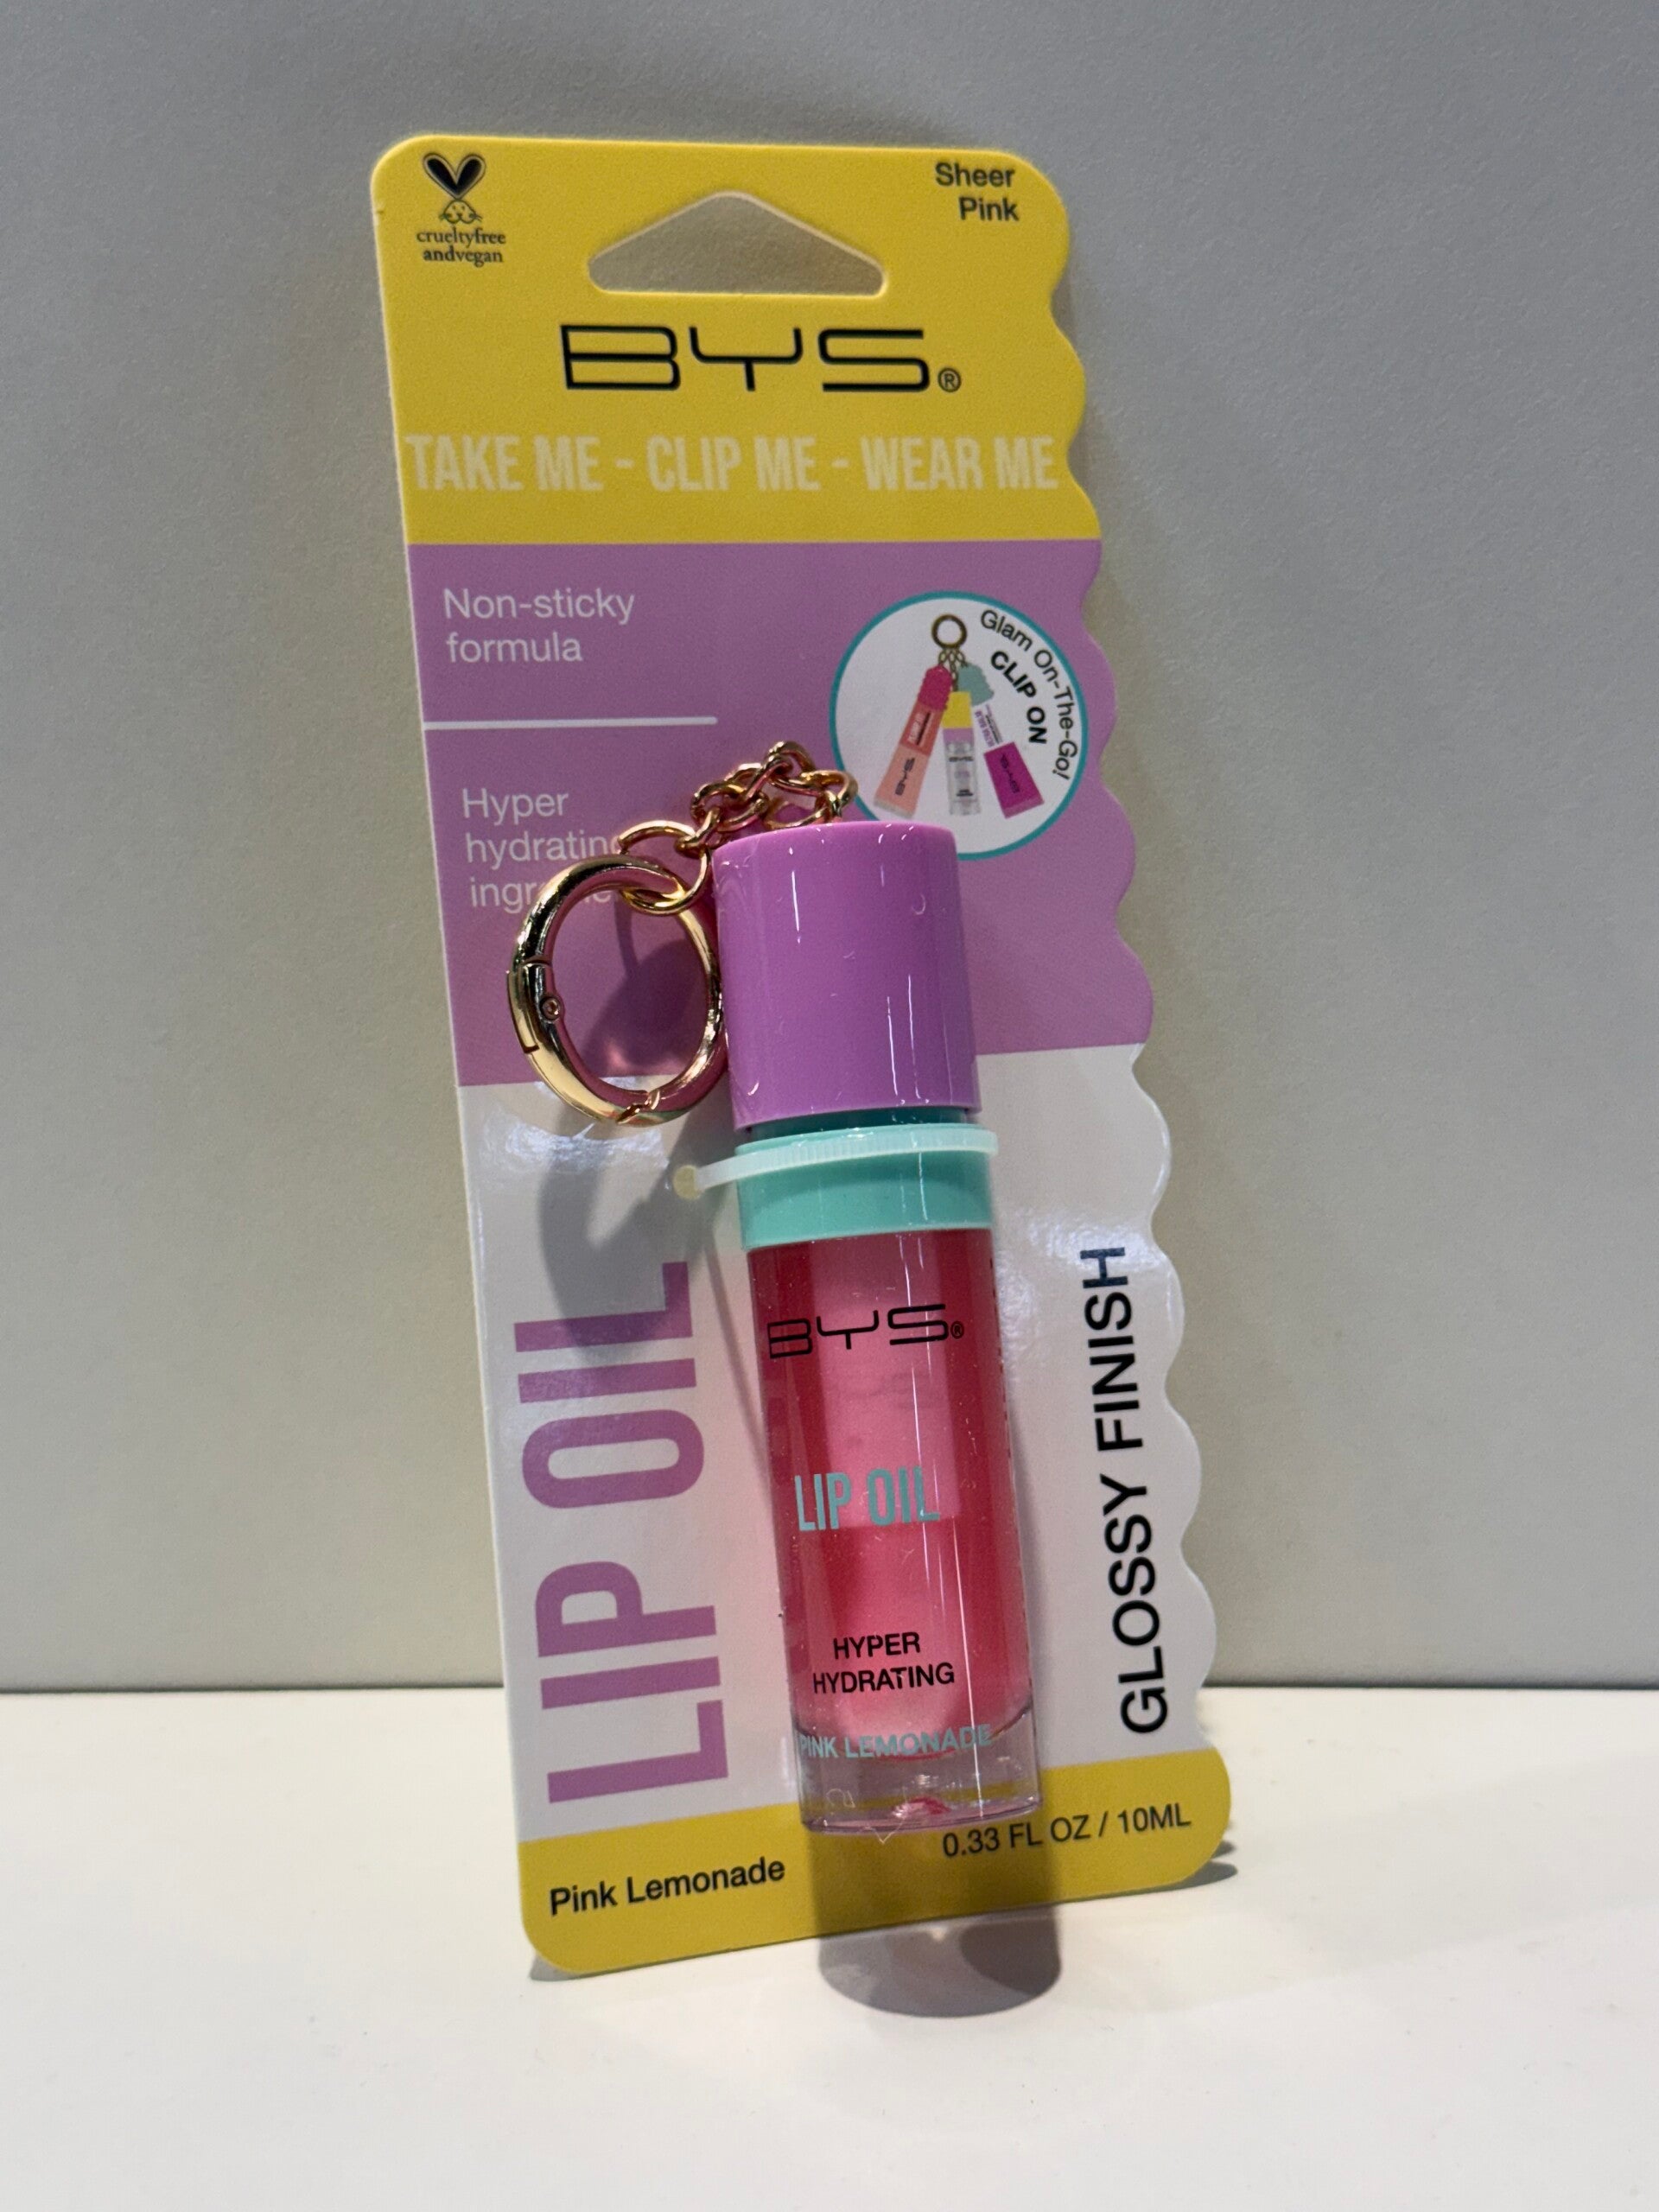 crueltyfree
andvegan
Sheer
Pink
BYS®
TAKE ME - CLIP ME - WEAR ME
Non-sticky
formula
Glam On-The-Go!
CLIP ON
Hyper
hydrating
LIP OIL
GLOSSY FINISH
BYS®
LIP OIL
HYPER
HYDRATING
PINK LEMONADE
Pink Lemonade
0.33 FL OZ / 10ML